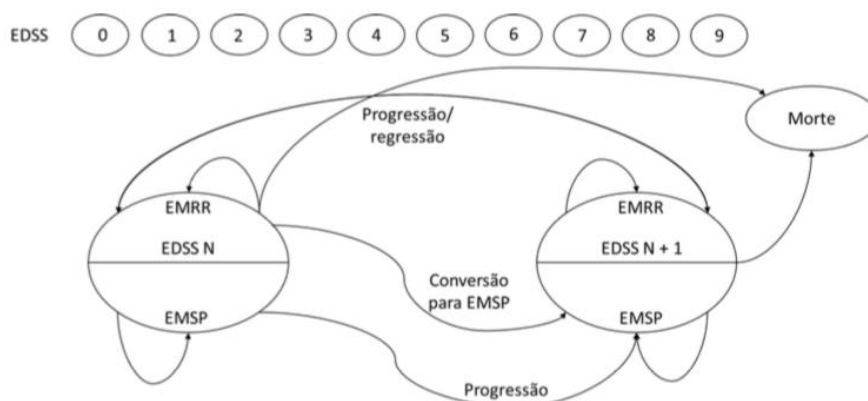 EDSS 0 1 2 3 4 5 6 7 8 9
Morte
Progressão/
regressão
EMRR
EDSS N
EMSP
EMRR
EDSS N + 1
EMSP
Conversão
para EMSP
Progressão